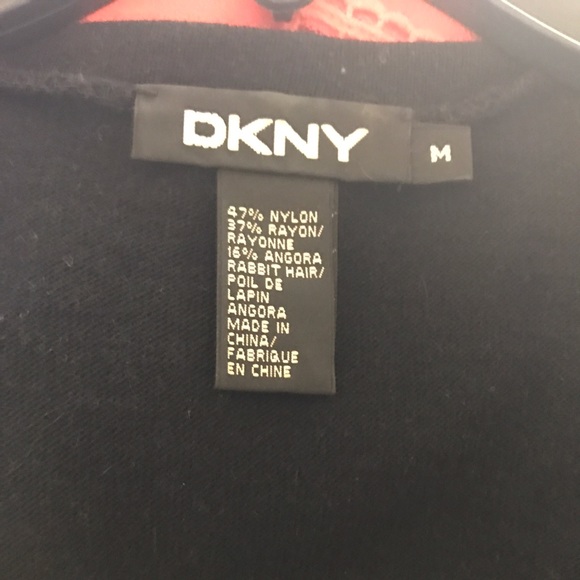 DKNY
M
47% NYLON
37% RAYON/
RAYONNE
16% ANGORA
RABBIT HAIR/
POIL DE
LAPIN
ANGORA
MADE IN
CHINA/
FABRIQUE
EN CHINE